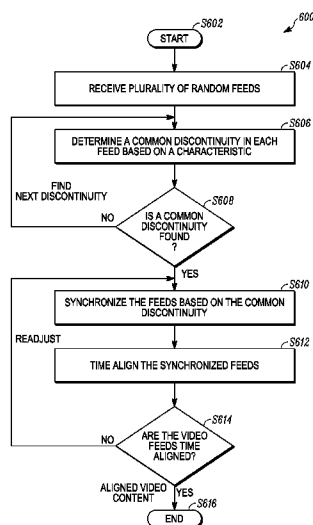 600
S602
START
S604
RECEIVE PLURALITY OF RANDOM FEEDS
S606
DETERMINE A COMMON DISCONTINUITY IN EACH
FEED BASED ON A CHARACTERISTIC
FIND
NEXT DISCONTINUITY
S608
NO
IS A COMMON
DISCONTINUITY
FOUND
?
YES
S610
SYNCHRONIZE THE FEEDS BASED ON THE COMMON
DISCONTINUITY
READJUST
S612
TIME ALIGN THE SYNCHRONIZED FEEDS
S614
NO
ARE THE VIDEO
FEEDS TIME
ALIGNED?
ALIGNED VIDEO
CONTENT
YES
S616
END